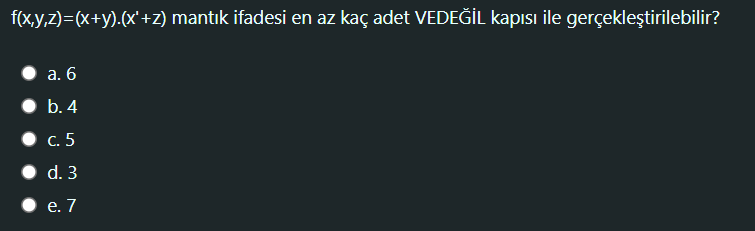 f(x,y,z)=(x+y).(x'+z) mantık ifadesi en az kaç adet VEDEĞİL kapısı ile gerçekleştirilebilir?
a. 6
b. 4
c. 5
d. 3
e. 7